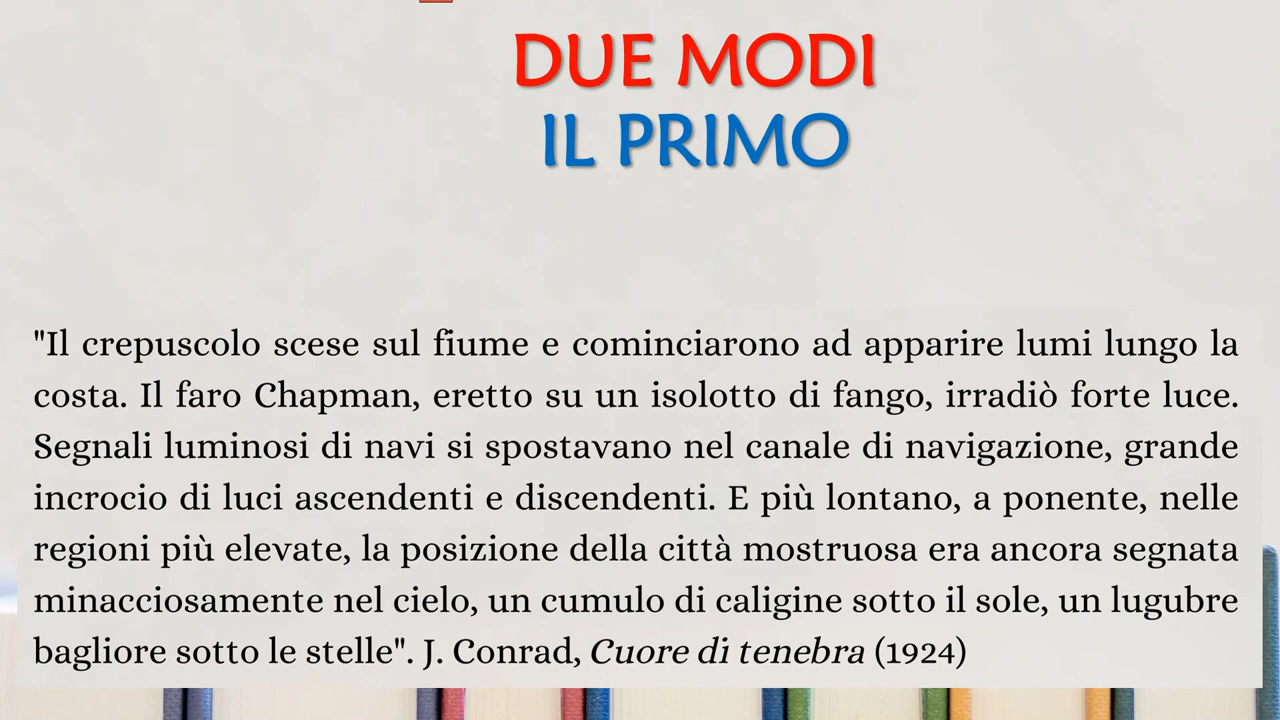 DUE MODI
IL PRIMO
"Il crepuscolo scese sul fiume e cominciarono ad apparire lumi lungo la
costa. Il faro Chapman, eretto su un isolotto di fango, irradiò forte luce.
Segnali luminosi di navi si spostavano nel canale di navigazione, grande
incrocio di luci ascendenti e discendenti. E più lontano, a ponente, nelle
regioni più elevate, la posizione della città mostruosa era ancora segnata
minacciosamente nel cielo, un cumulo di caligine sotto il sole, un lugubre
bagliore sotto le stelle". J. Conrad, Cuore di tenebra (1924)